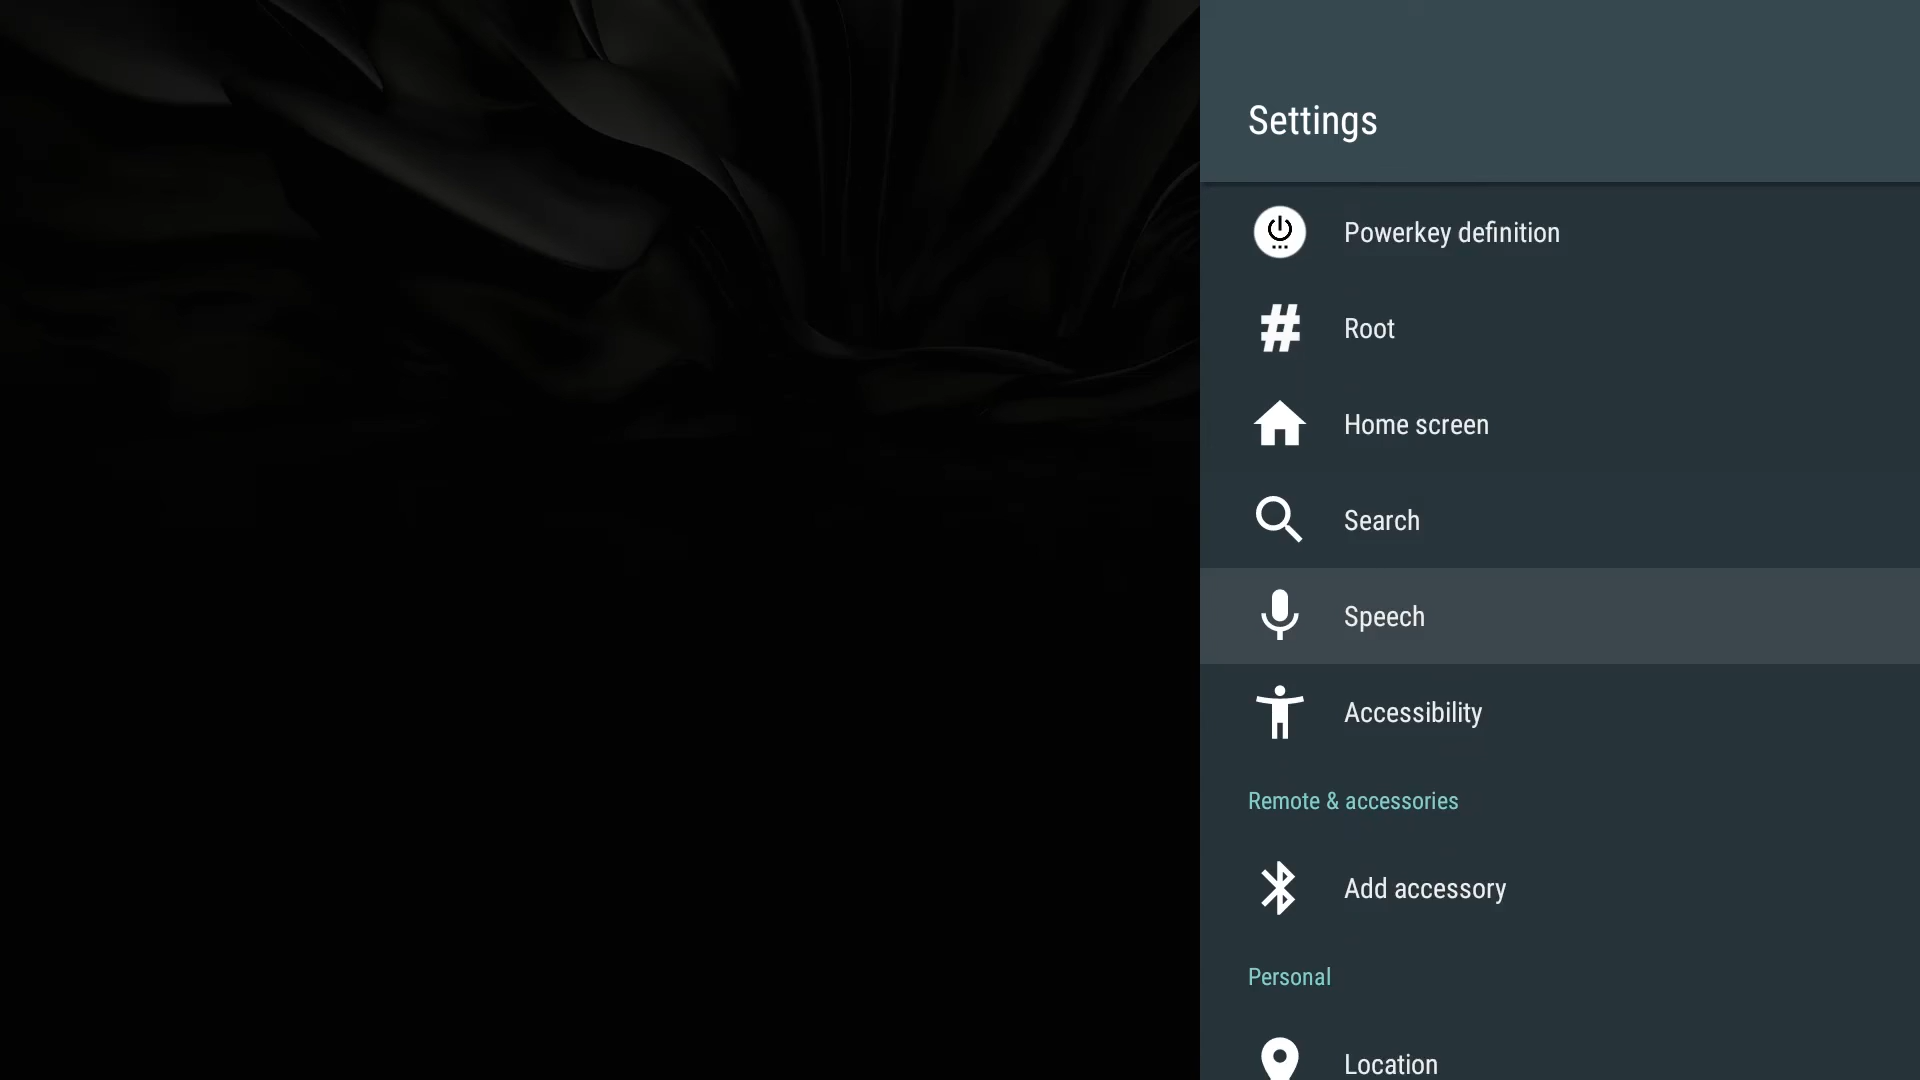 Settings
Powerkey definition
Root
Home screen
Search
Speech
Accessibility
Remote & accessories
Add accessory
Personal
Location